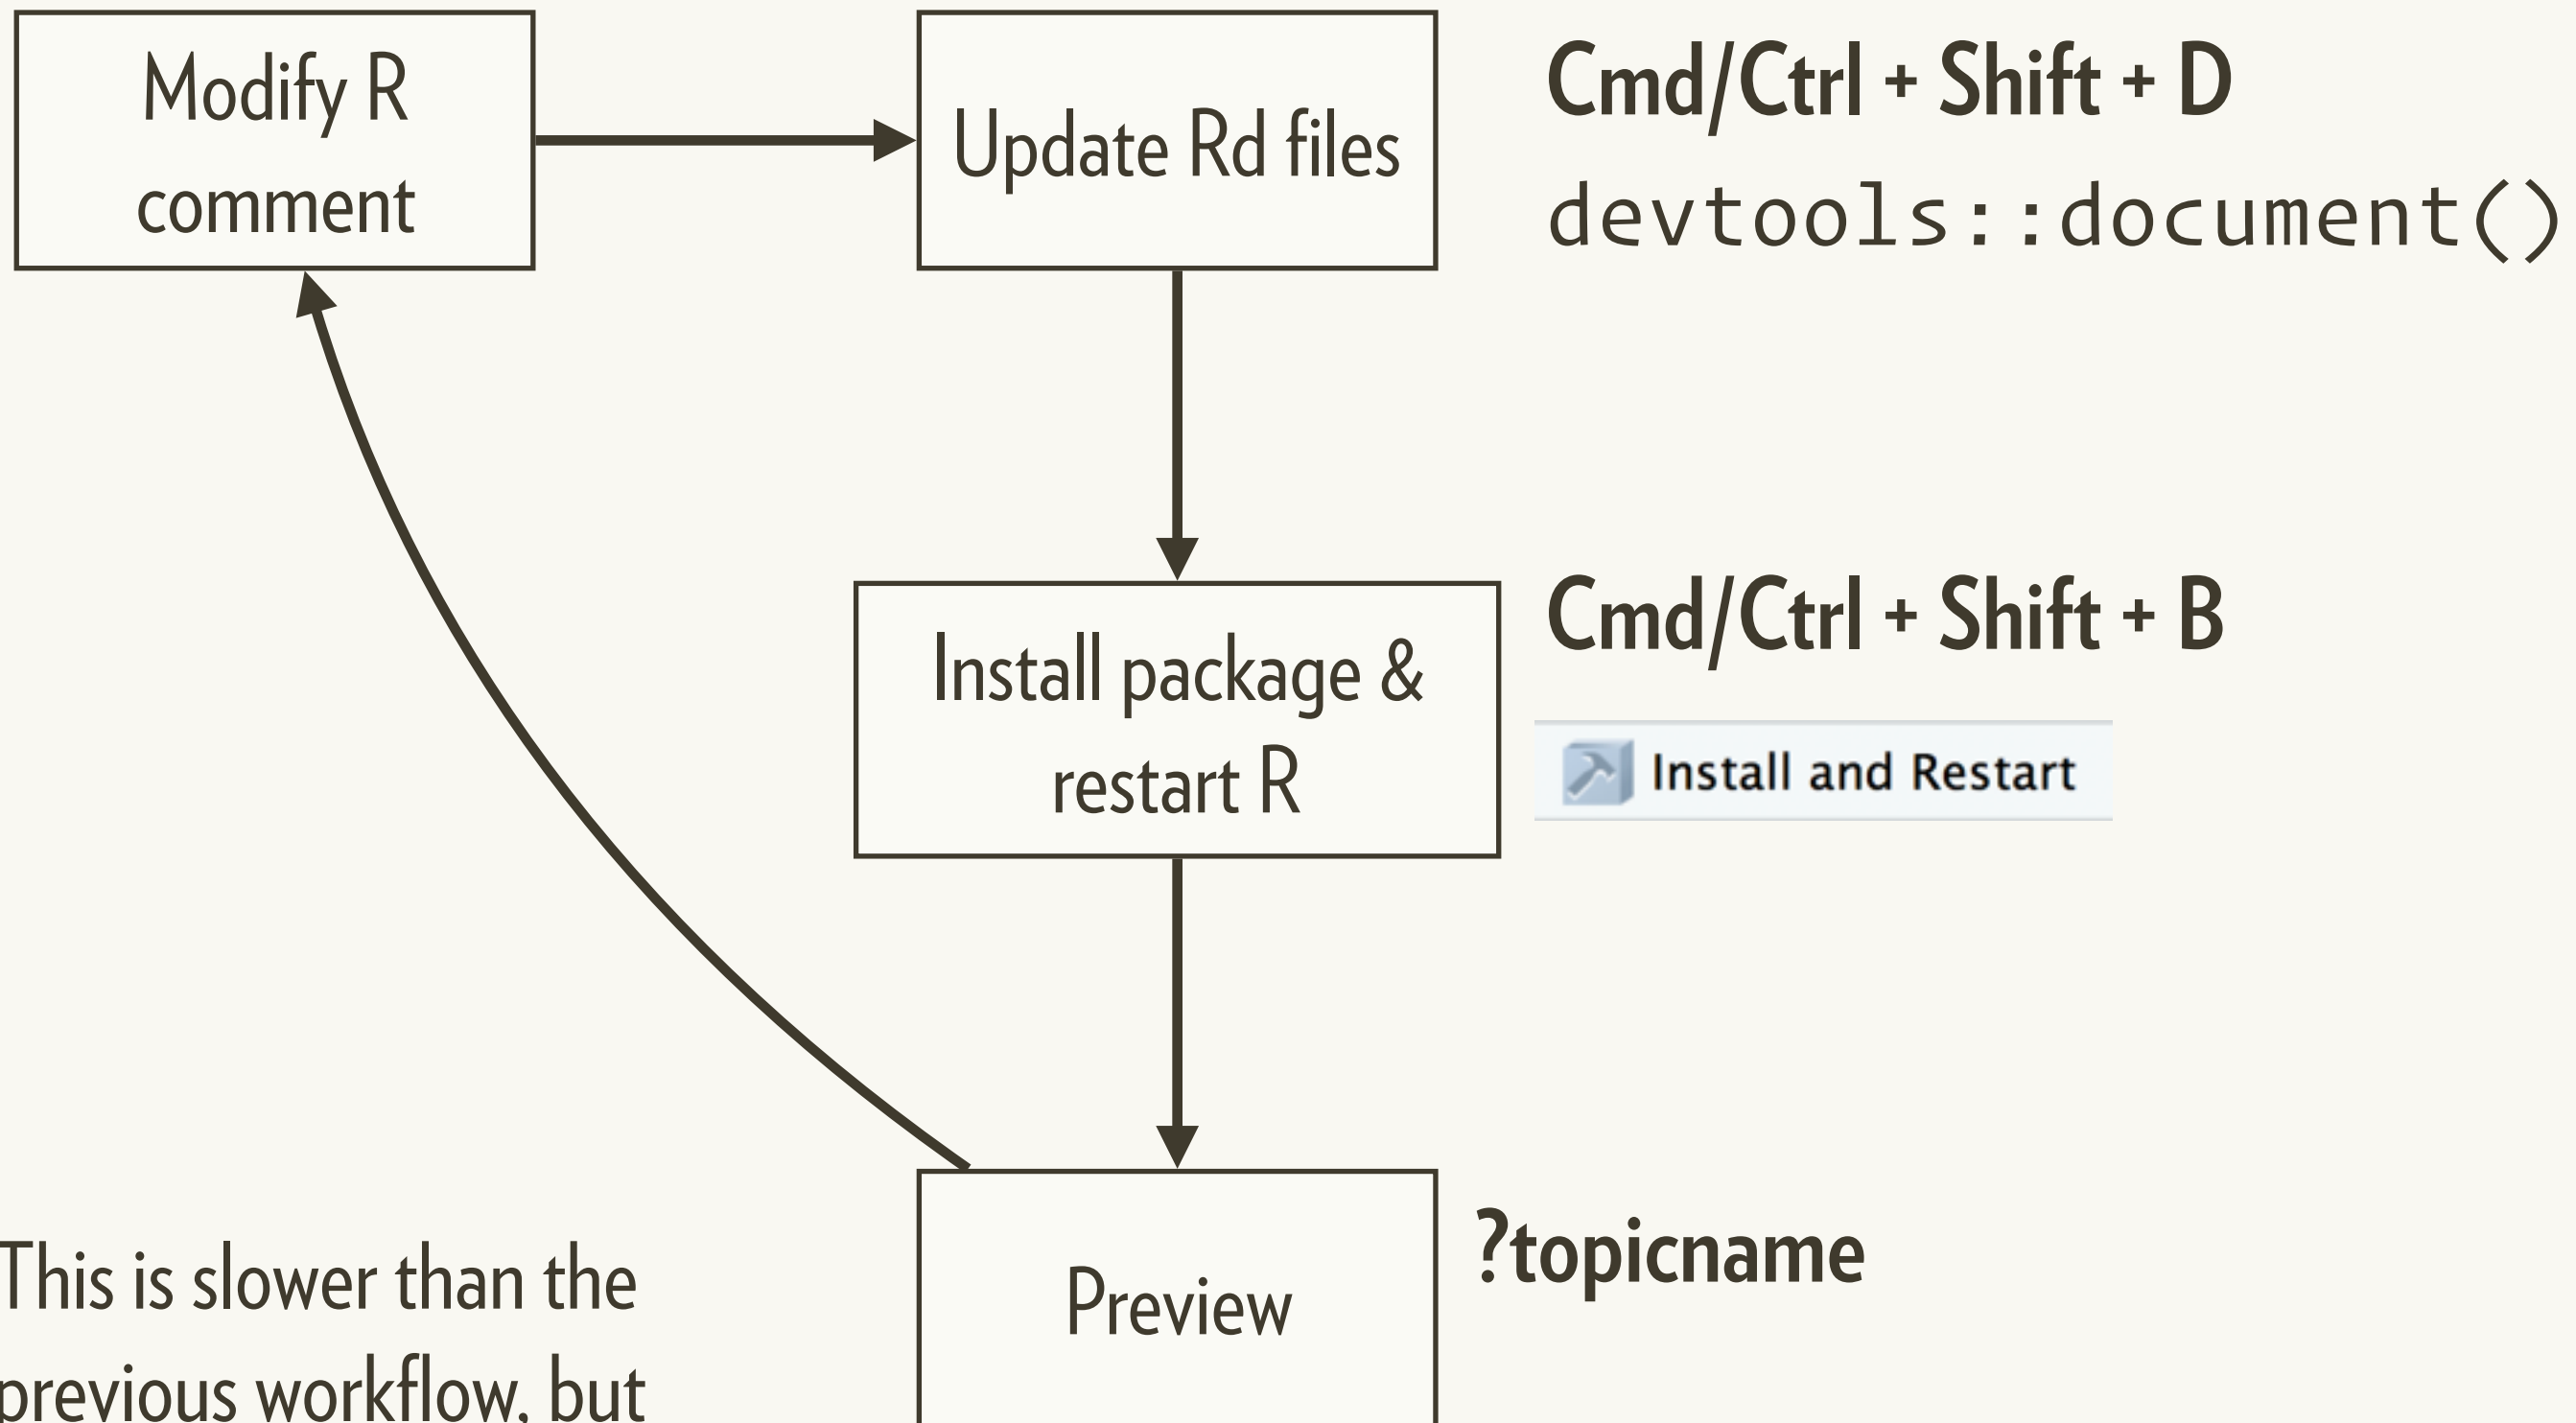 Modify R
comment
Update Rd files
Cmd/Ctrl + Shift + D
devtools::document()
Install package &
restart R
Cmd/Ctrl + Shift + B
Install and Restart
Preview
?topicname
This is slower than the
previous workflow, but